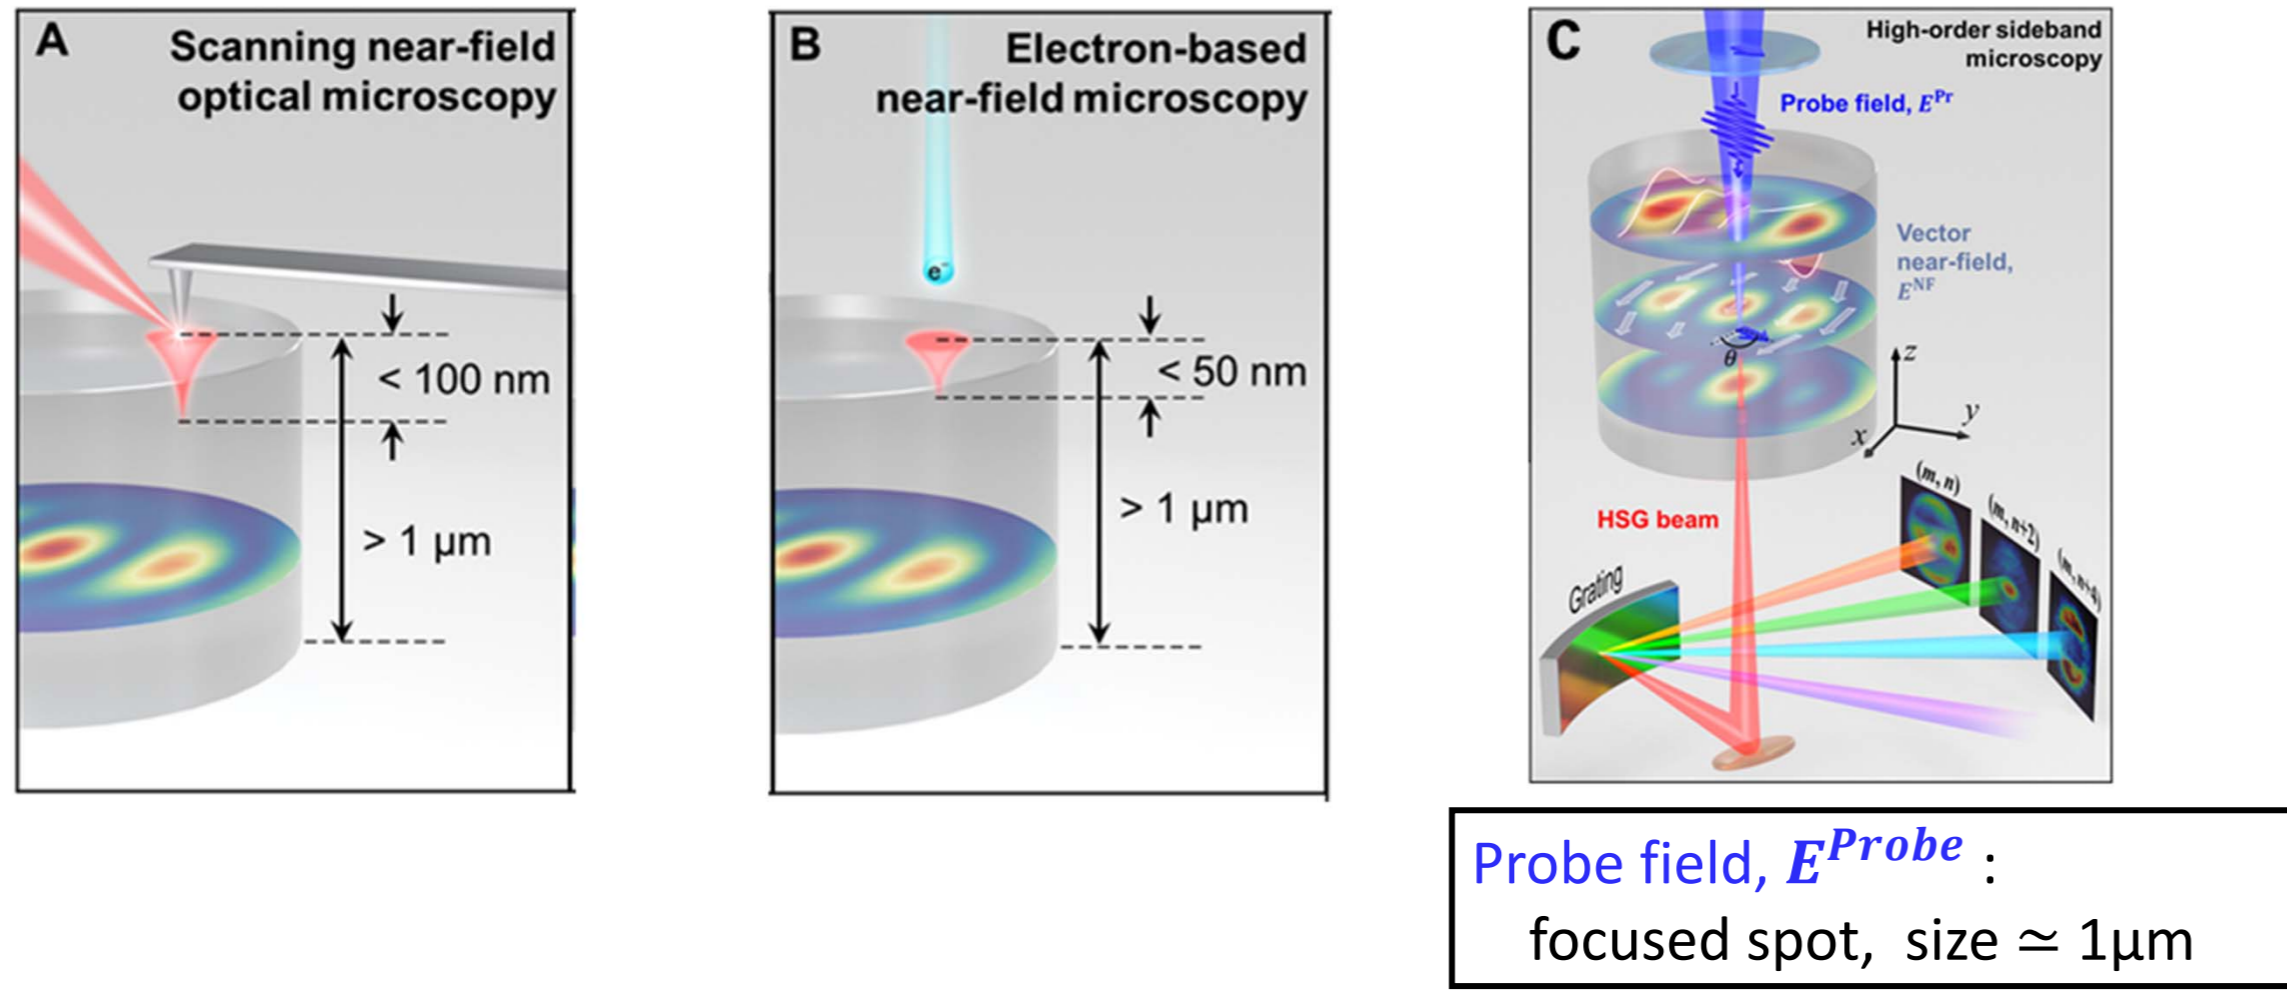 A
Scanning near-field
optical microscopy
< 100 nm
> 1 µm
B
Electron-based
near-field microscopy
e⁻
< 50 nm
> 1 µm
C
High-order sideband
microscopy
Probe field, E^Pr
Vector
near-field,
E^NF
θ
z
y
x
HSG beam
Grating
(m, n)
(m, n+2)
(m, n+4)
Probe field, E^Probe :
focused spot, size ≃ 1µm